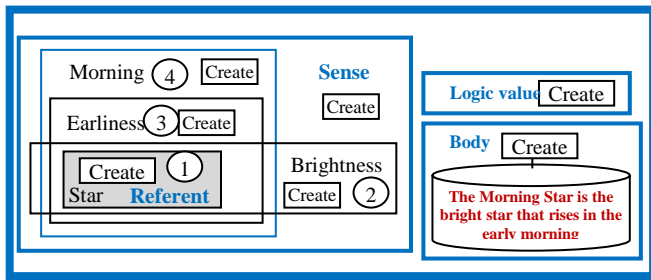 Morning 4 Create
Sense
Create
Earliness 3 Create
Create 1
Star Referent
Brightness
Create 2
Logic value Create
Body Create
The Morning Star is the
bright star that rises in the
early morning